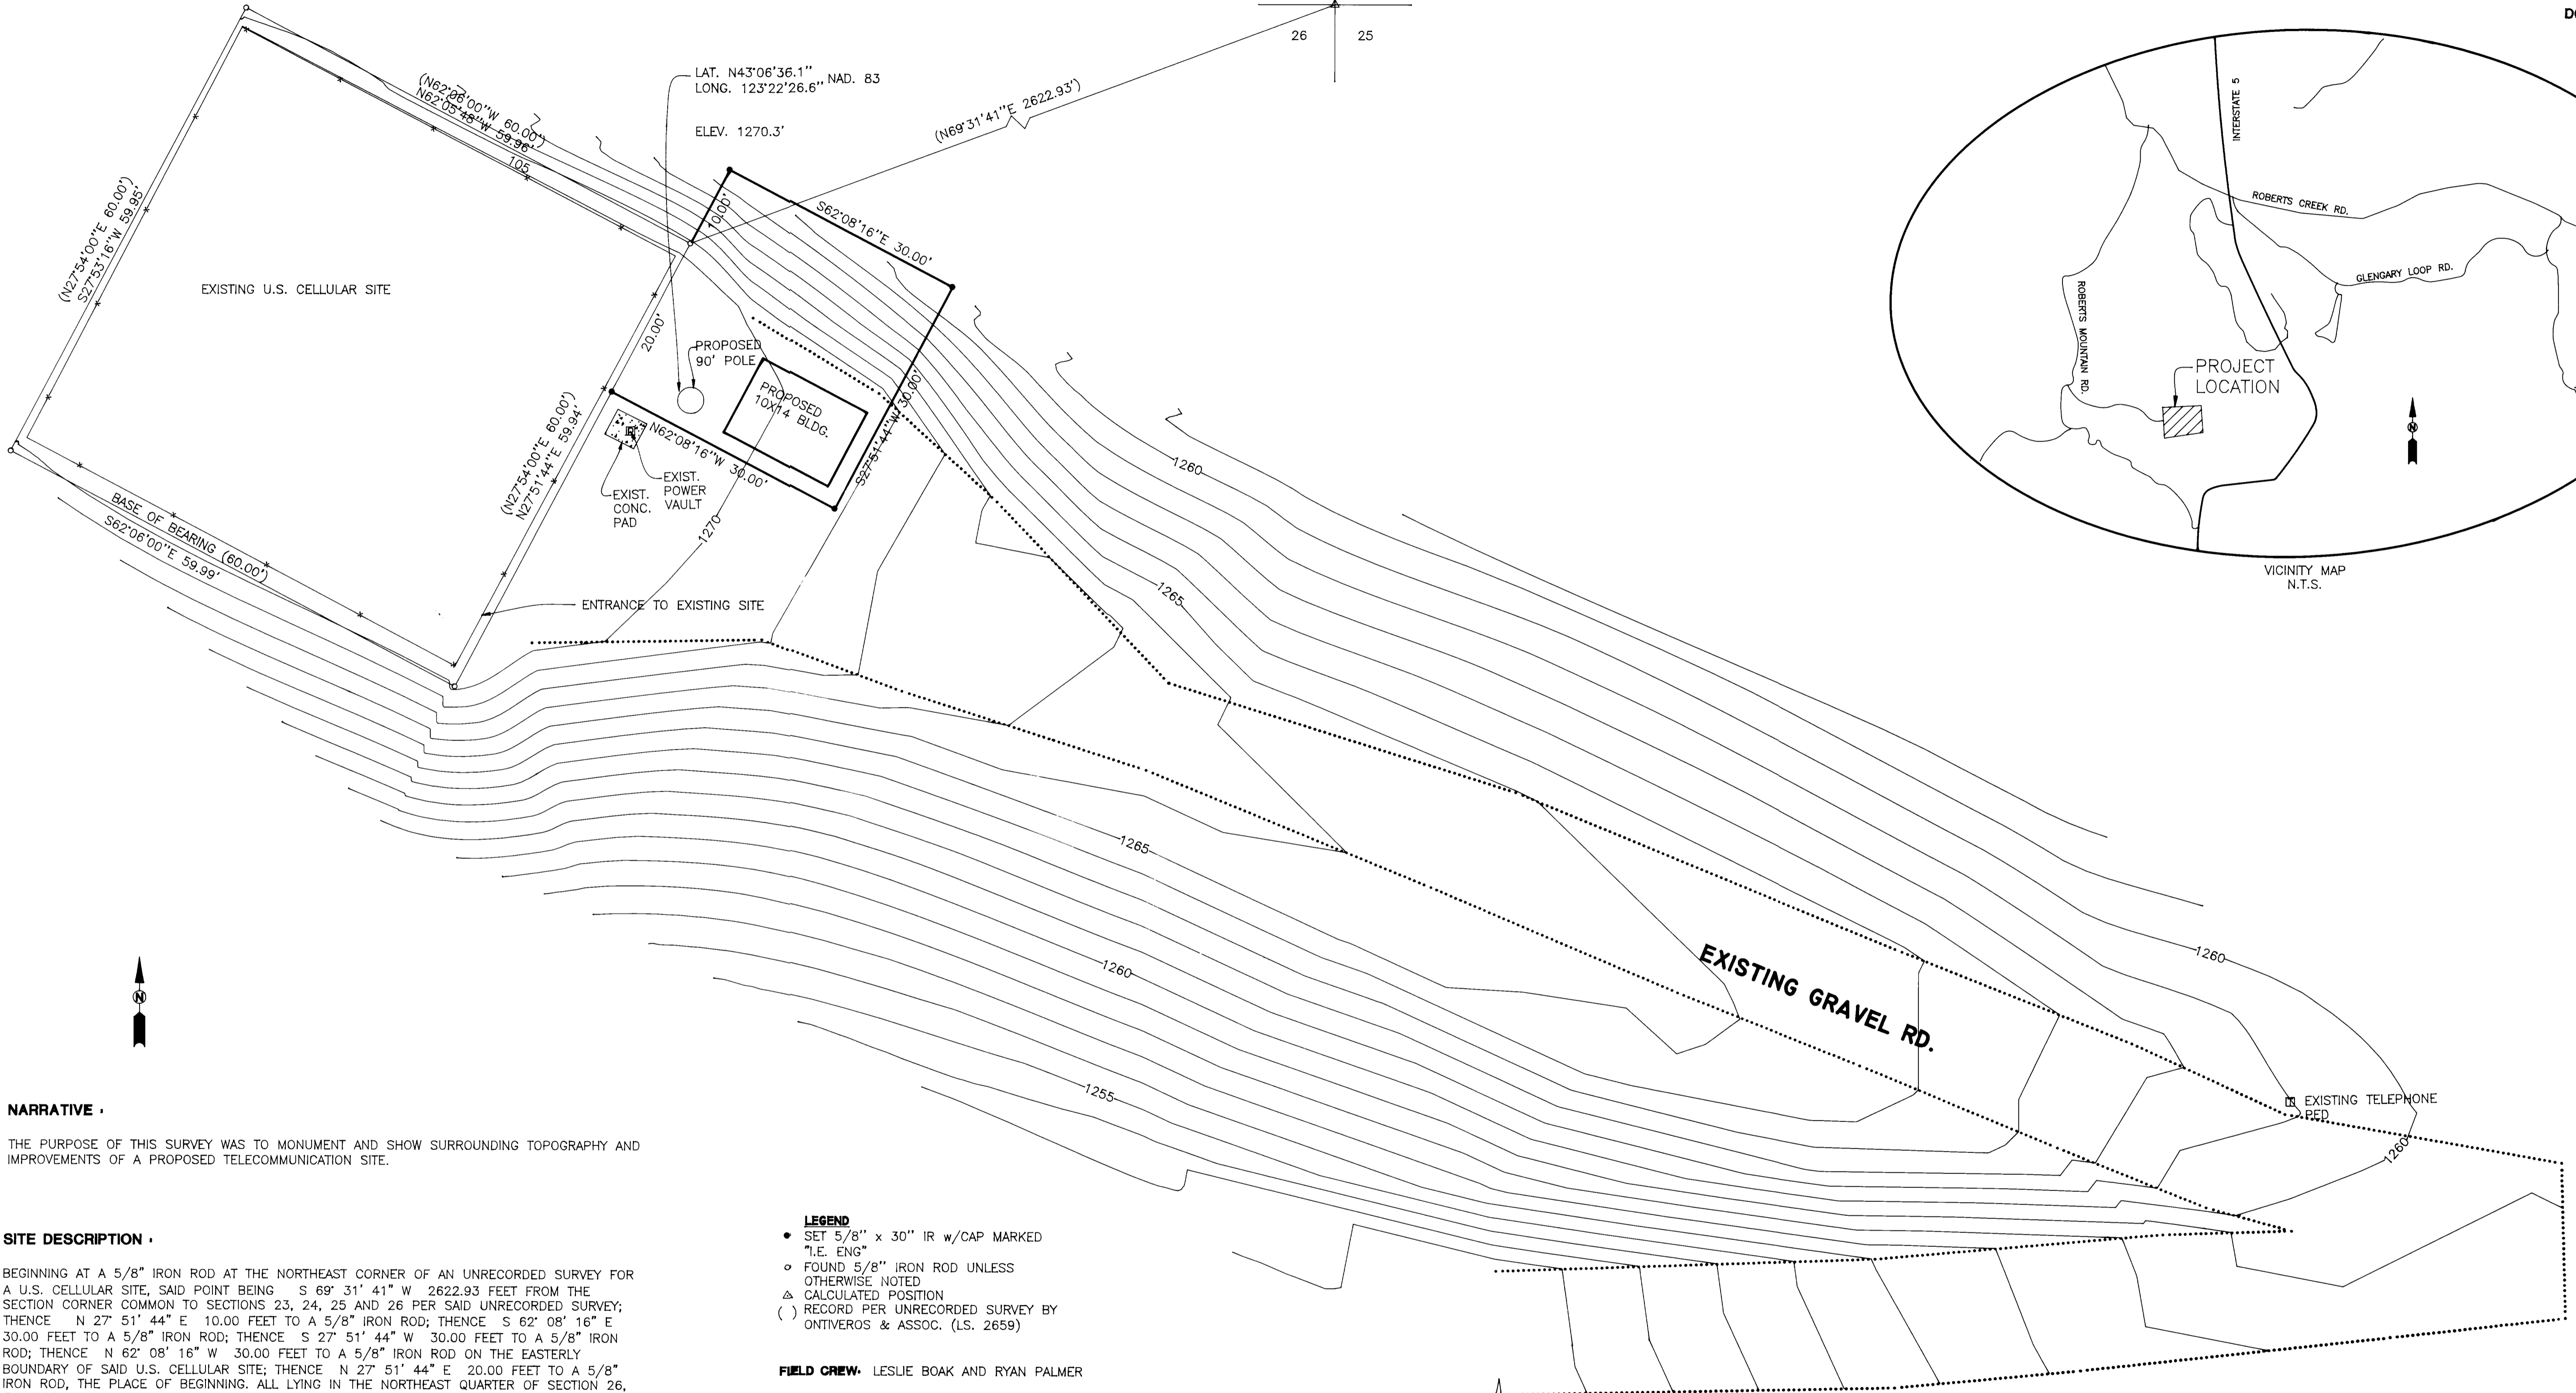 26 25
LAT. N43°06'36.1"
LONG. 123°22'26.6" NAD. 83
ELEV. 1270.3'
(N69°31'41"E 2622.93')
(N62°06'00"W 60.00')
N62°05'48"W 59.96'
105
(N27°54'00"E 60.00')
S27°53'16"W 59.95'
EXISTING U.S. CELLULAR SITE
10.00'
S62°08'16"E 30.00'
20.00'
PROPOSED
90' POLE
PROPOSED
10X14 BLDG.
S27°51'44"W 30.00'
N62°08'16"W 30.00'
(N27°54'00"E 60.00')
N27°51'44"E 59.94'
EXIST.
POWER
VAULT
EXIST.
CONC.
PAD
BASE OF BEARING (60.00')
S62°06'00"E 59.99'
1270
ENTRANCE TO EXISTING SITE
1260
1265
1265
1260
1255
1260
1260
EXISTING GRAVEL RD.
EXISTING TELEPHONE
PED
INTERSTATE 5
ROBERTS CREEK RD.
GLENGARY LOOP RD.
ROBERTS MOUNTAIN RD.
PROJECT
LOCATION
N
VICINITY MAP
N.T.S.
N
NARRATIVE :
THE PURPOSE OF THIS SURVEY WAS TO MONUMENT AND SHOW SURROUNDING TOPOGRAPHY AND
IMPROVEMENTS OF A PROPOSED TELECOMMUNICATION SITE.
SITE DESCRIPTION :
BEGINNING AT A 5/8" IRON ROD AT THE NORTHEAST CORNER OF AN UNRECORDED SURVEY FOR
A U.S. CELLULAR SITE, SAID POINT BEING S 69° 31' 41" W 2622.93 FEET FROM THE
SECTION CORNER COMMON TO SECTIONS 23, 24, 25 AND 26 PER SAID UNRECORDED SURVEY;
THENCE N 27° 51' 44" E 10.00 FEET TO A 5/8" IRON ROD; THENCE S 62° 08' 16" E
30.00 FEET TO A 5/8" IRON ROD; THENCE S 27° 51' 44" W 30.00 FEET TO A 5/8" IRON
ROD; THENCE N 62° 08' 16" W 30.00 FEET TO A 5/8" IRON ROD ON THE EASTERLY
BOUNDARY OF SAID U.S. CELLULAR SITE; THENCE N 27° 51' 44" E 20.00 FEET TO A 5/8"
IRON ROD, THE PLACE OF BEGINNING. ALL LYING IN THE NORTHEAST QUARTER OF SECTION 26,
LEGEND
SET 5/8" x 30" IR w/CAP MARKED
"I.E. ENG"
FOUND 5/8" IRON ROD UNLESS
OTHERWISE NOTED
CALCULATED POSITION
( ) RECORD PER UNRECORDED SURVEY BY
ONTIVEROS & ASSOC. (LS. 2659)
FIELD CREW: LESLIE BOAK AND RYAN PALMER